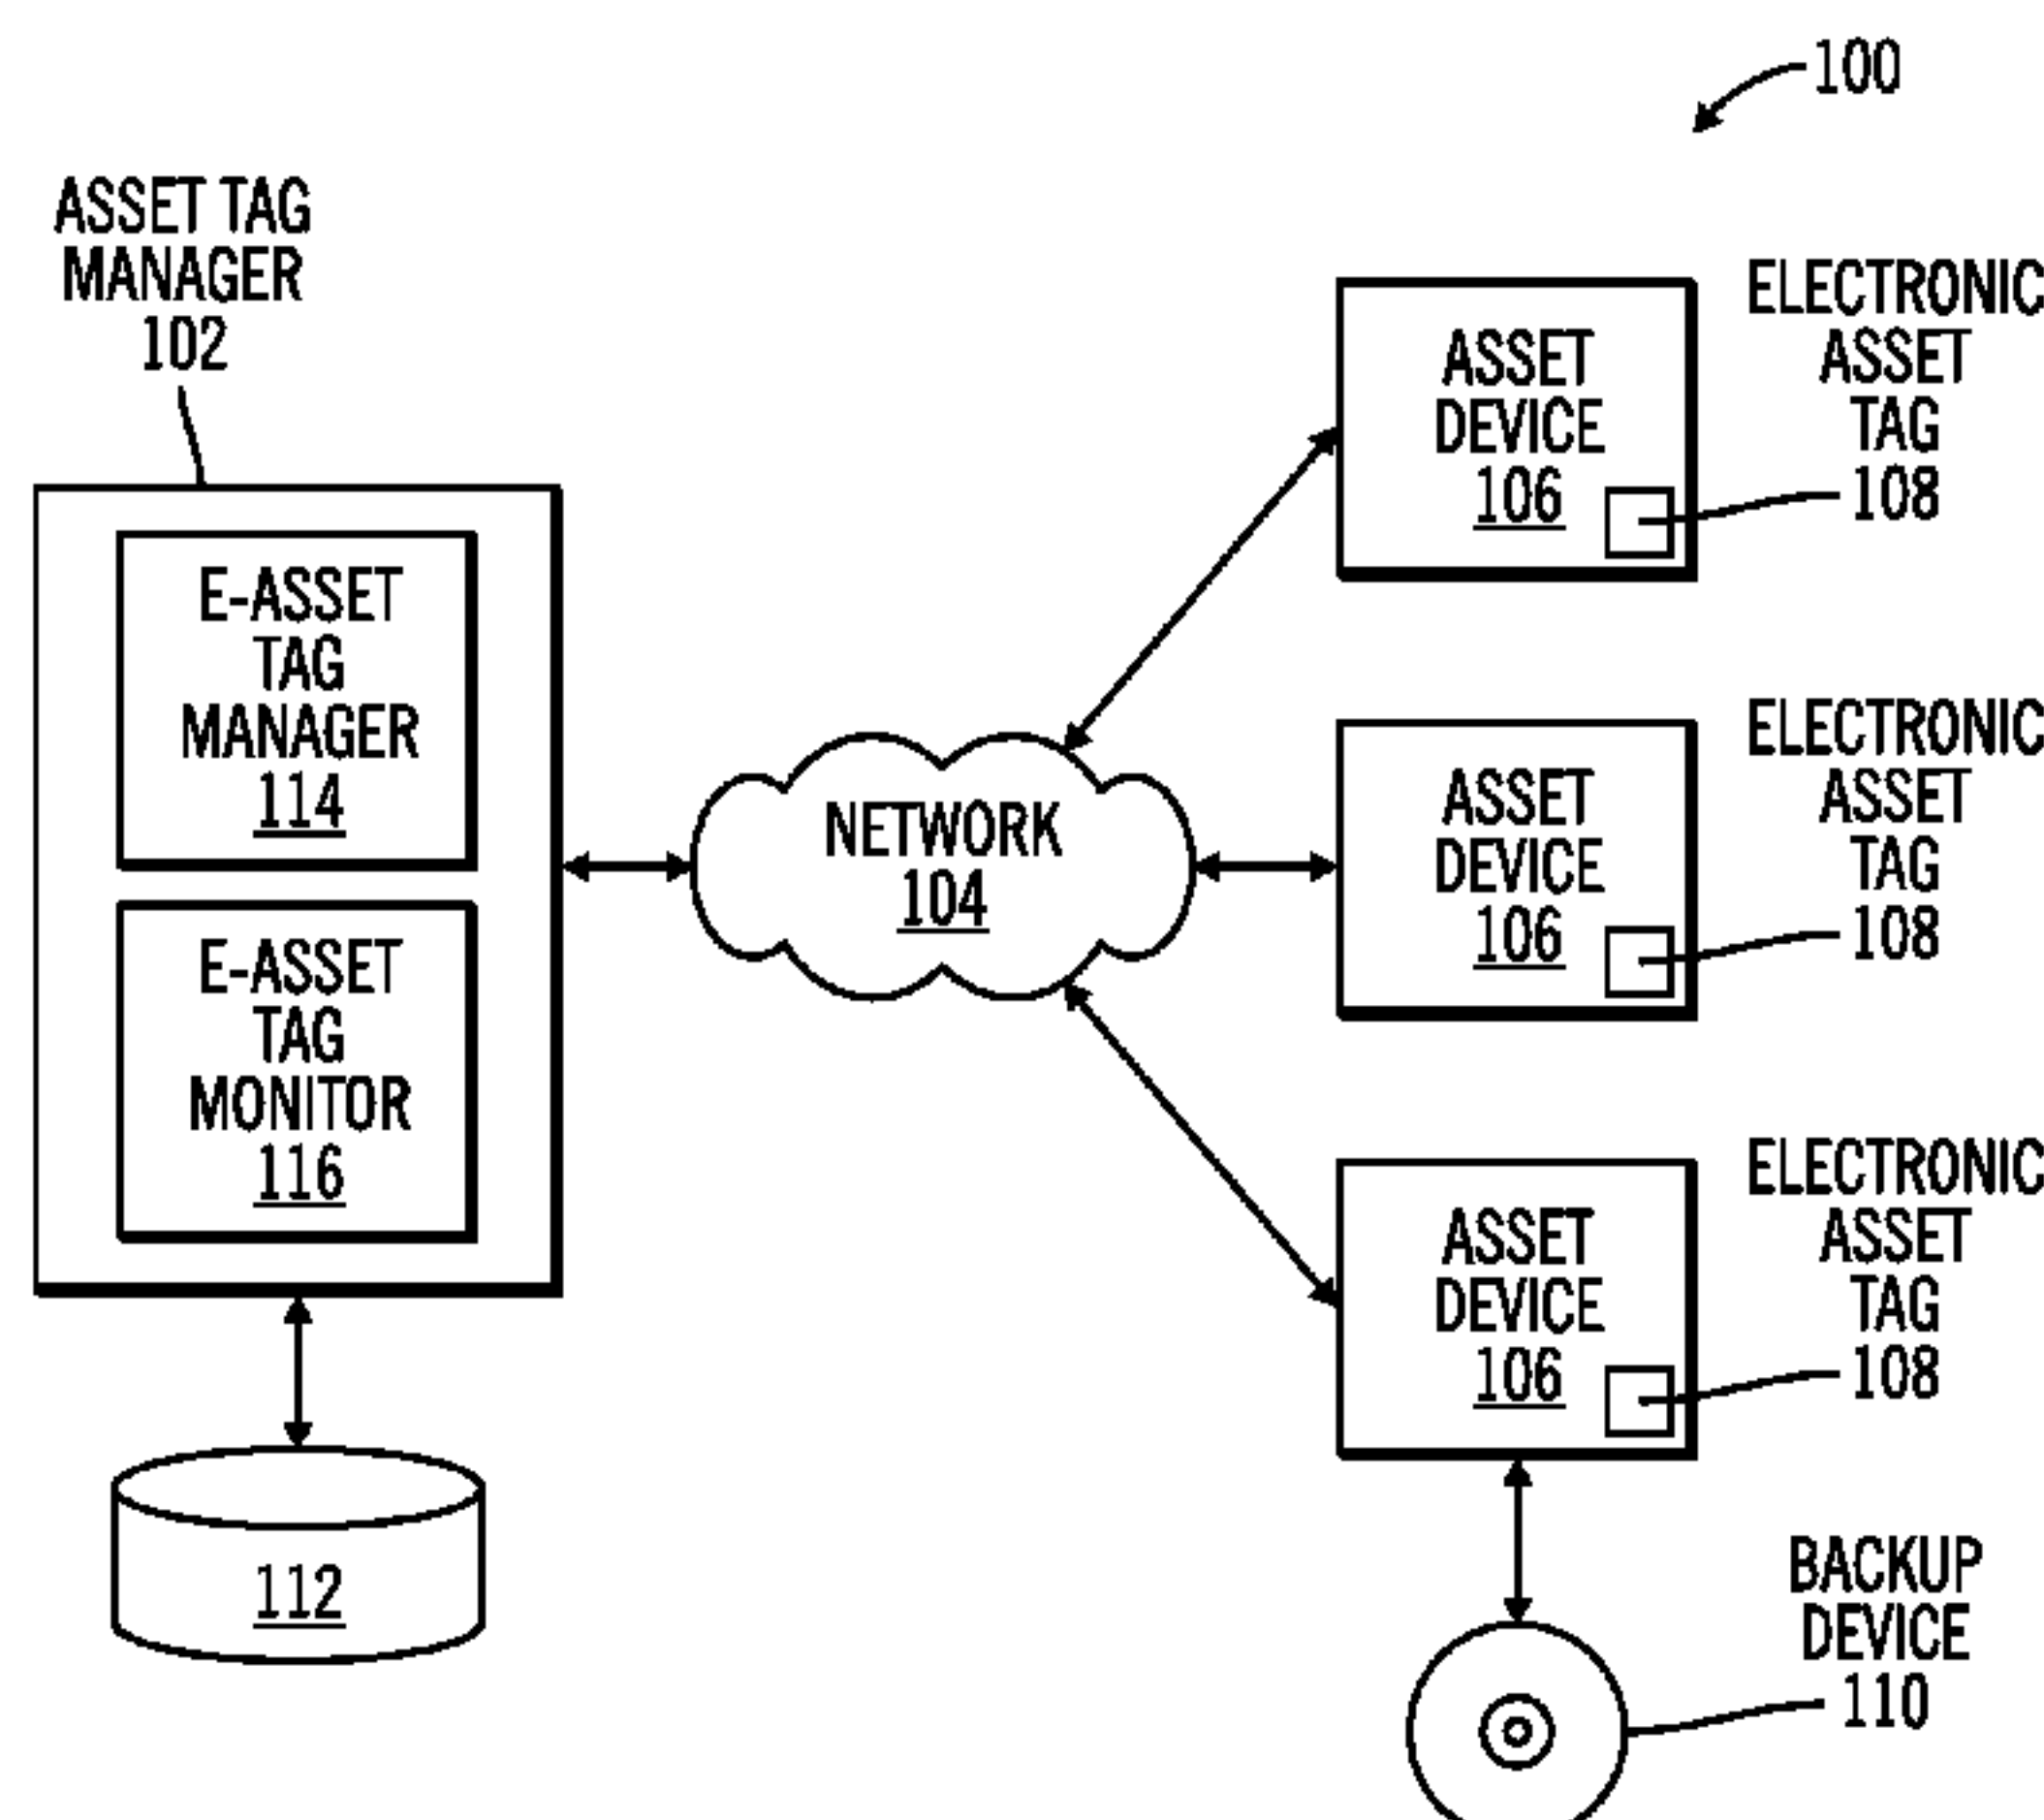 100
ASSET TAG
MANAGER
102
E-ASSET
TAG
MANAGER
114
E-ASSET
TAG
MONITOR
116
112
NETWORK
104
ASSET
DEVICE
106
ELECTRONIC
ASSET
TAG
108
ASSET
DEVICE
106
ELECTRONIC
ASSET
TAG
108
ASSET
DEVICE
106
ELECTRONIC
ASSET
TAG
108
BACKUP
DEVICE
110